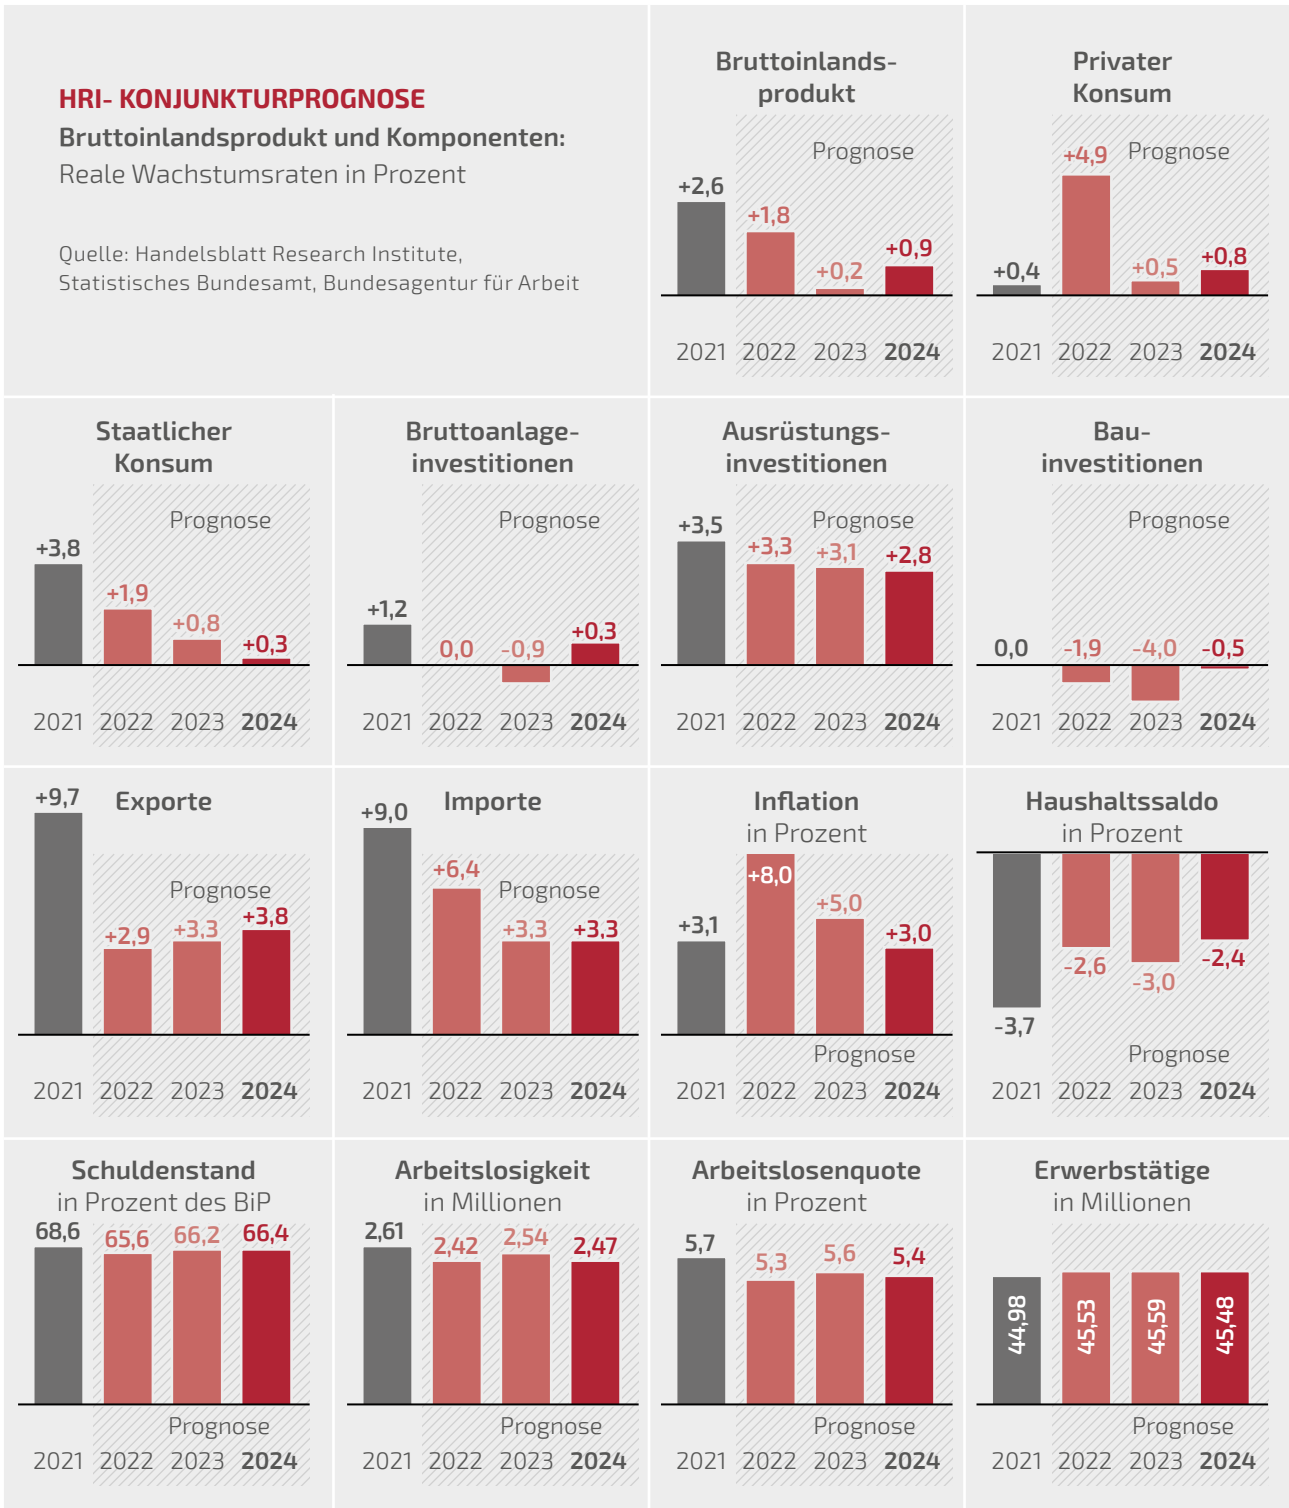 HRI- KONJUNKTURPROGNOSE
Bruttoinlandsprodukt und Komponenten:
Reale Wachstumsraten in Prozent
Quelle: Handelsblatt Research Institute,
Statistisches Bundesamt, Bundesagentur für Arbeit
Bruttoinlands-
produkt
Prognose
+2,6
+1,8
+0,2
+0,9
2021 2022 2023 2024
Privater
Konsum
Prognose
+0,4
+4,9
+0,5
+0,8
2021 2022 2023 2024
Staatlicher
Konsum
Prognose
+3,8
+1,9
+0,8
+0,3
2021 2022 2023 2024
Bruttoanlage-
investitionen
Prognose
+1,2
0,0
-0,9
+0,3
2021 2022 2023 2024
Ausrüstungs-
investitionen
Prognose
+3,5
+3,3
+3,1
+2,8
2021 2022 2023 2024
Bau-
investitionen
Prognose
0,0
-1,9
-4,0
-0,5
2021 2022 2023 2024
Exporte
Prognose
+9,7
+2,9
+3,3
+3,8
2021 2022 2023 2024
Importe
Prognose
+9,0
+6,4
+3,3
+3,3
2021 2022 2023 2024
Inflation
in Prozent
+3,1
+8,0
+5,0
+3,0
Prognose
2021 2022 2023 2024
Haushaltssaldo
in Prozent
-3,7
-2,6
-3,0
-2,4
Prognose
2021 2022 2023 2024
Schuldenstand
in Prozent des BiP
68,6
65,6
66,2
66,4
Prognose
2021 2022 2023 2024
Arbeitslosigkeit
in Millionen
2,61
2,42
2,54
2,47
Prognose
2021 2022 2023 2024
Arbeitslosenquote
in Prozent
5,7
5,3
5,6
5,4
Prognose
2021 2022 2023 2024
Erwerbstätige
in Millionen
44,98
45,53
45,59
45,48
Prognose
2021 2022 2023 2024